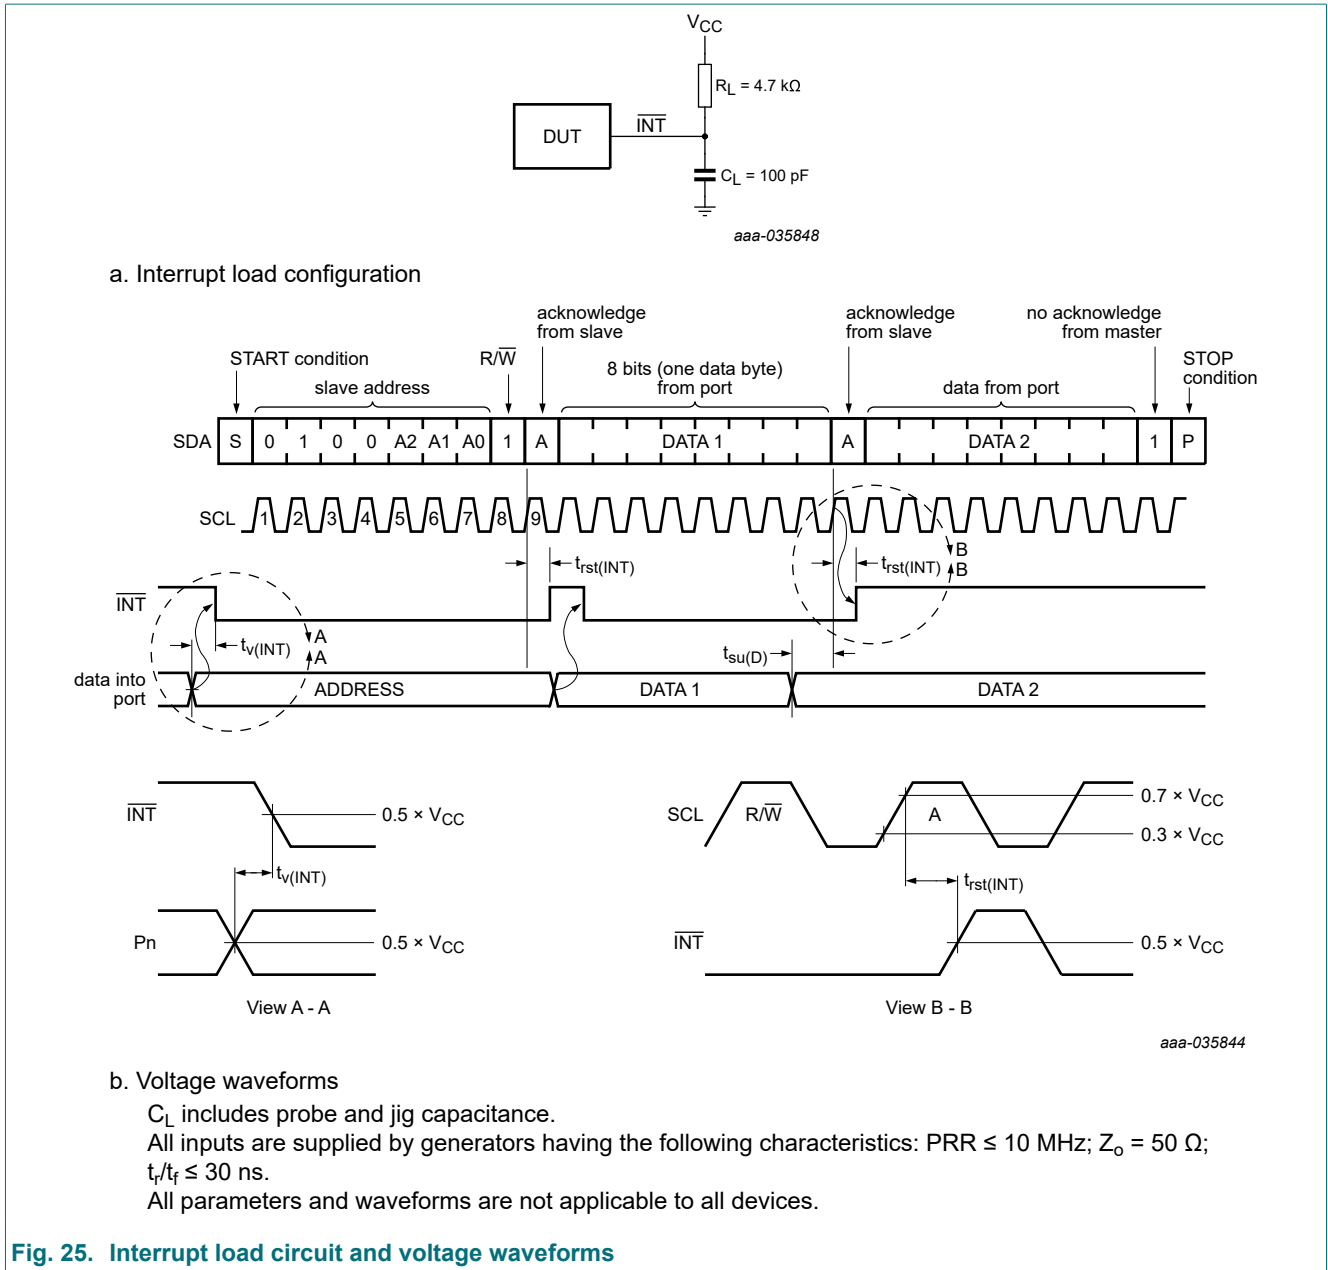 VCC
RL = 4.7 kΩ
DUT
INT
CL = 100 pF
aaa-035848
a. Interrupt load configuration
acknowledge
from slave
acknowledge
from slave
no acknowledge
from master
START condition
R/W
STOP
condition
slave address
8 bits (one data byte)
from port
data from port
SDA S 0 1 0 0 A2 A1 A0 1 A DATA 1 A DATA 2 1 P
SCL 1 2 3 4 5 6 7 8 9
trst(INT)
trst(INT)
B
B
INT
tv(INT)
A
A
tsu(D)
data into
port
ADDRESS
DATA 1
DATA 2
INT
0.5 × VCC
tv(INT)
Pn
0.5 × VCC
View A - A
SCL
R/W
A
0.7 × VCC
0.3 × VCC
trst(INT)
INT
0.5 × VCC
View B - B
aaa-035844
b. Voltage waveforms
CL includes probe and jig capacitance.
All inputs are supplied by generators having the following characteristics: PRR ≤ 10 MHz; Zo = 50 Ω;
tr/tf ≤ 30 ns.
All parameters and waveforms are not applicable to all devices.
Fig. 25. Interrupt load circuit and voltage waveforms